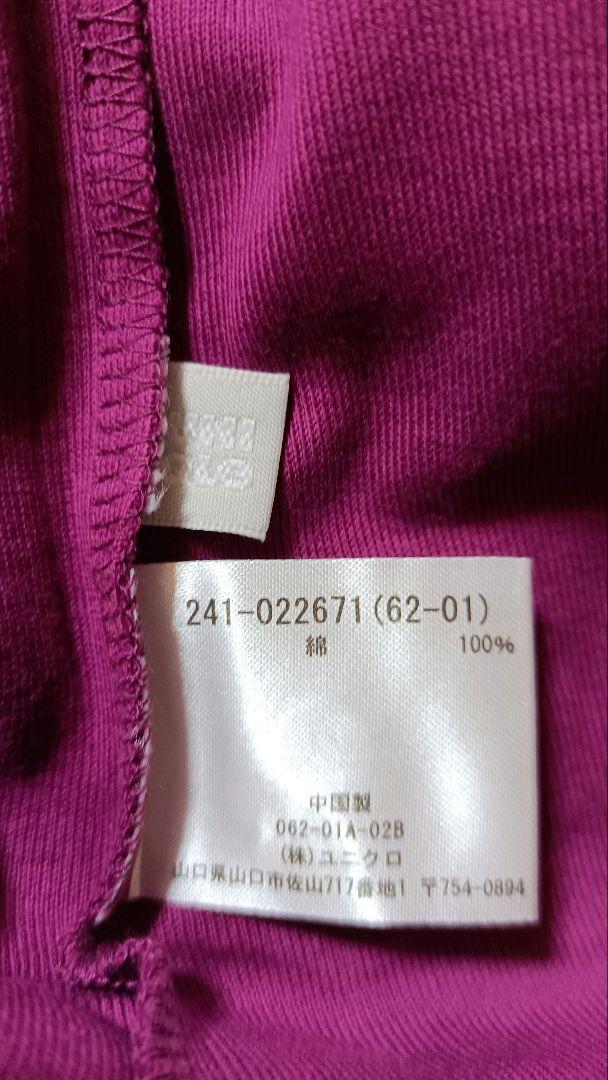 241-022671(62-01)
綿 100%
中国製
062-01A-02B
(株)ユニクロ
山口県山口市佐山717番地1 〒754-0894